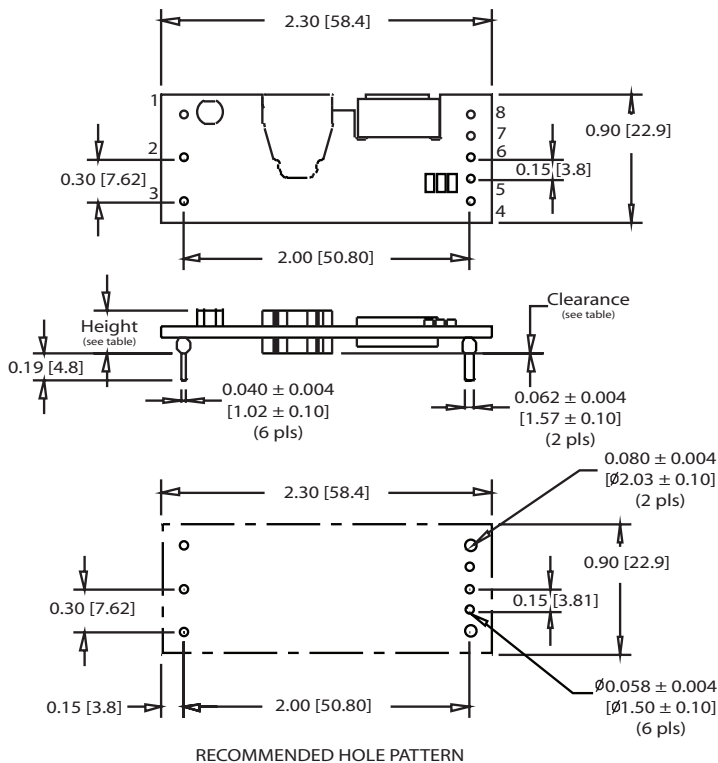 2.30 [58.4]
1
8
7
2
6
0.90 [22.9]
0.30 [7.62]
0.15 [3.8]
3
5
4
2.00 [50.80]
Height
(see table)
Clearance
(see table)
0.19 [4.8]
0.040 ± 0.004
[1.02 ± 0.10]
(6 pls)
0.062 ± 0.004
[1.57 ± 0.10]
(2 pls)
0.080 ± 0.004
[Ø2.03 ± 0.10]
(2 pls)
2.30 [58.4]
0.90 [22.9]
0.30 [7.62]
0.15 [3.81]
0.15 [3.8]
2.00 [50.80]
Ø0.058 ± 0.004
[Ø1.50 ± 0.10]
(6 pls)
RECOMMENDED HOLE PATTERN